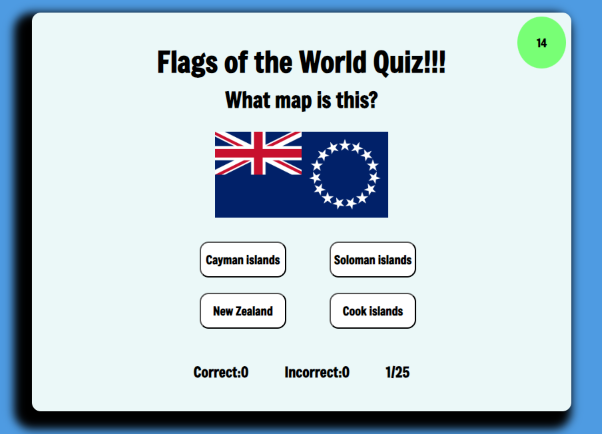 14
Flags of the World Quiz!!!
What map is this?
Cayman islands
Soloman islands
New Zealand
Cook islands
Correct:0 Incorrect:0 1/25